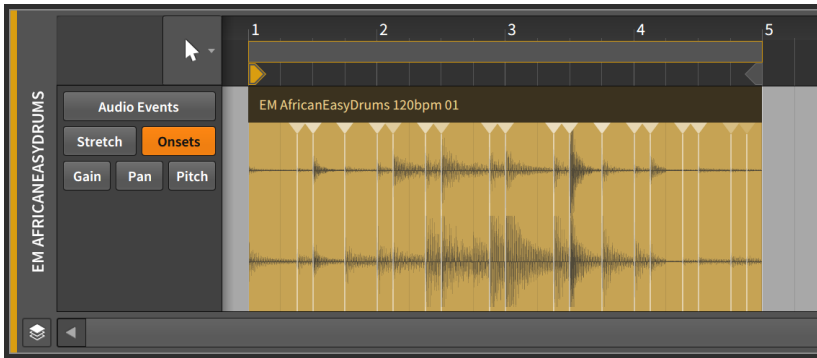 1 2 3 4 5
EM AFRICANEASYDRUMS
Audio Events
Stretch Onsets
Gain Pan Pitch
EM AfricanEasyDrums 120bpm 01